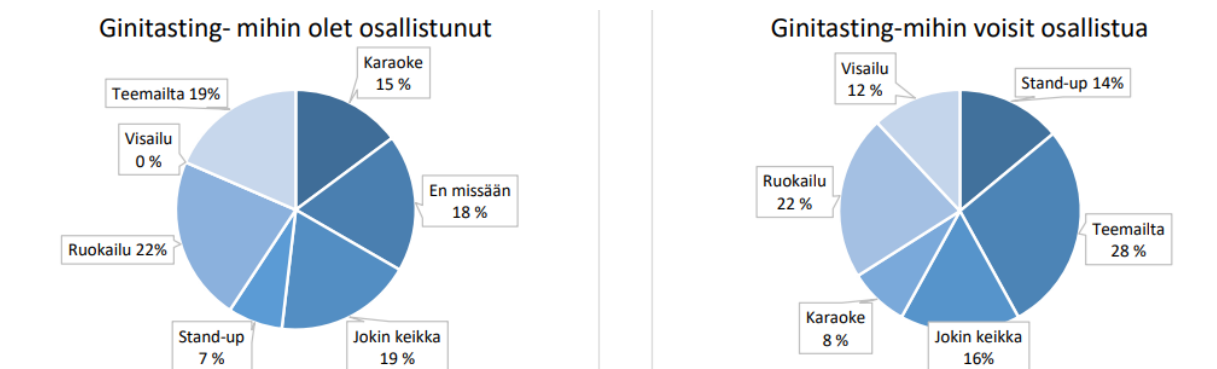 Ginitasting- mihin olet osallistunut
Karaoke
15 %
Teemailta 19%
Visailu
0 %
En missään
18 %
Ruokailu 22%
Stand-up
7 %
Jokin keikka
19 %
Ginitasting-mihin voisit osallistua
Visailu
12 %
Stand-up 14%
Ruokailu
22 %
Teemailta
28 %
Karaoke
8 %
Jokin keikka
16%